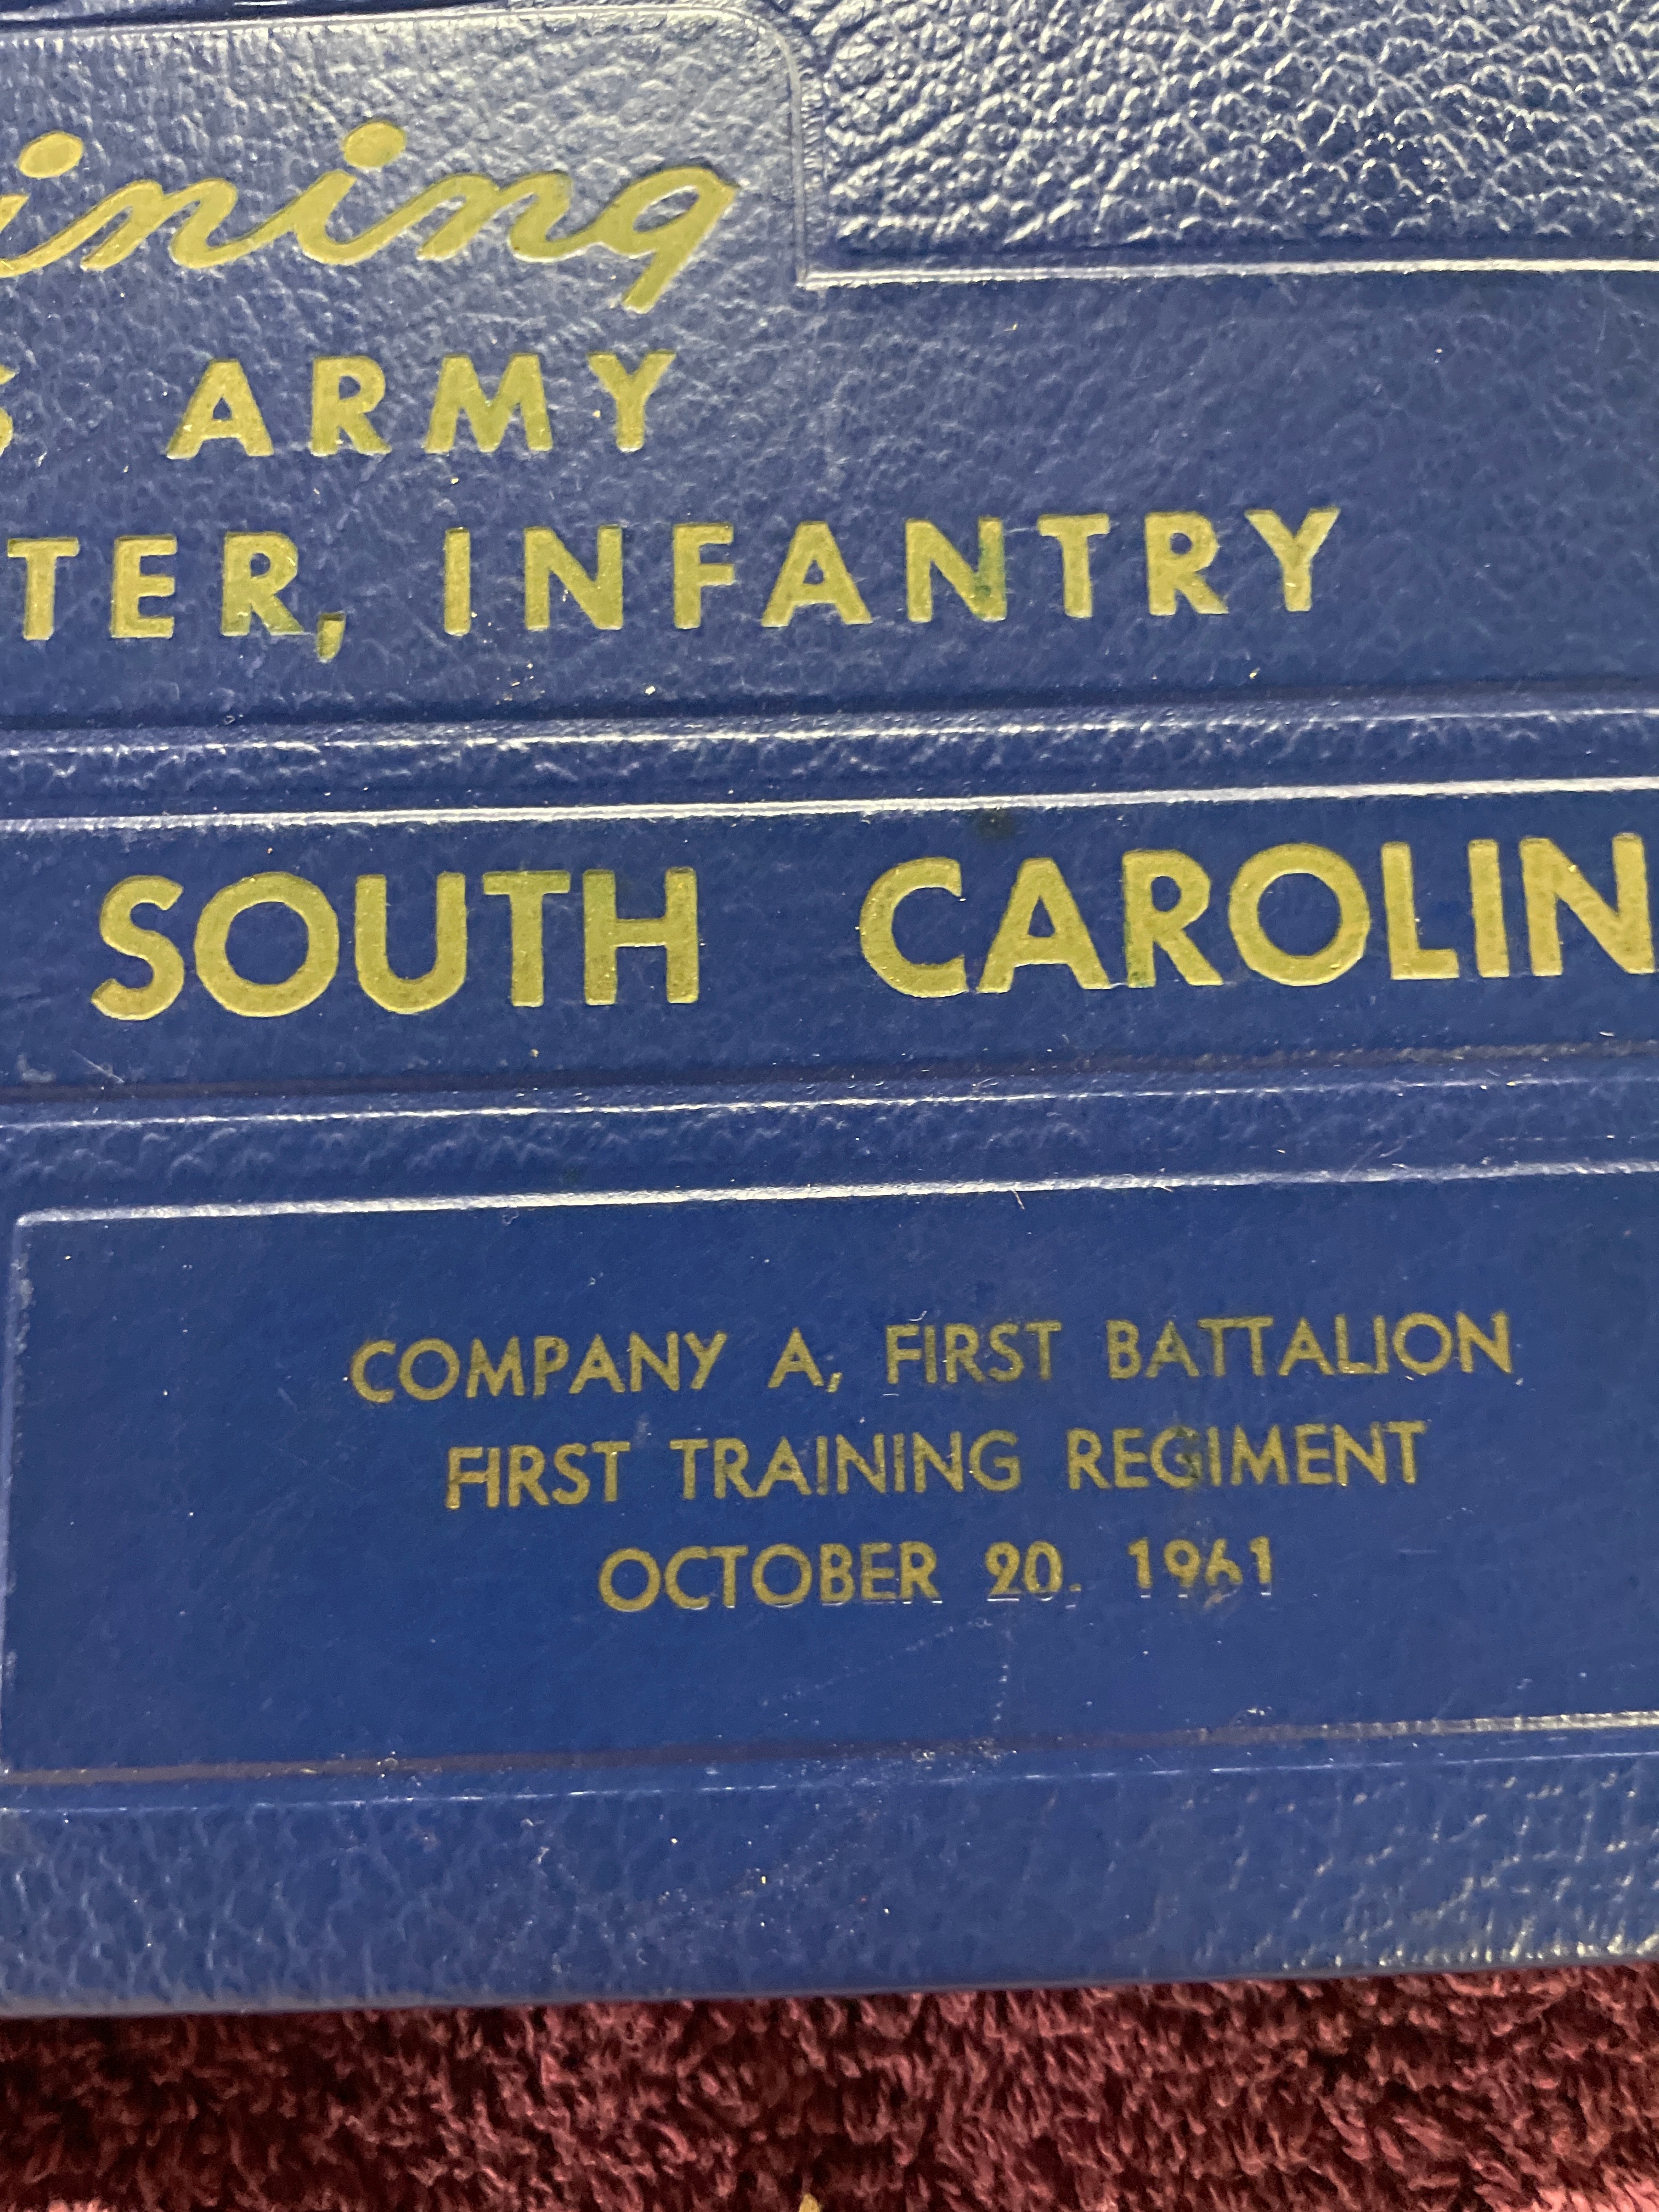 ining
S ARMY
TER, INFANTRY
SOUTH CAROLIN
COMPANY A, FIRST BATTALION
FIRST TRAINING REGIMENT
OCTOBER 20. 1961